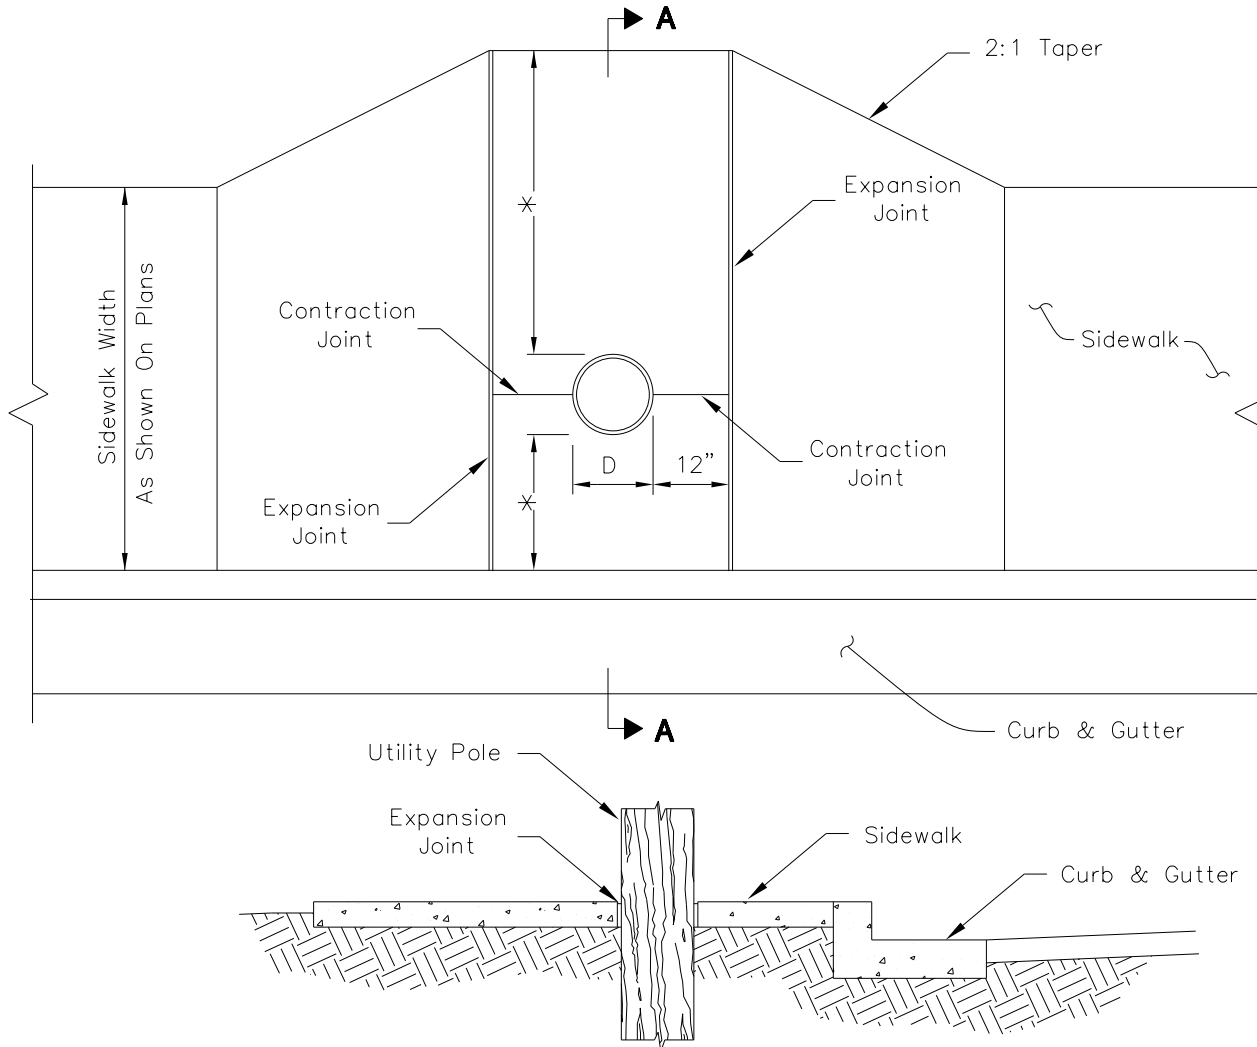 A
2:1 Taper
Expansion
Joint
Sidewalk Width
As Shown On Plans
*
Contraction
Joint
Sidewalk
D
12”
Contraction
Joint
*
Expansion
Joint
A
Curb & Gutter
Utility Pole
Expansion
Joint
Sidewalk
Curb & Gutter